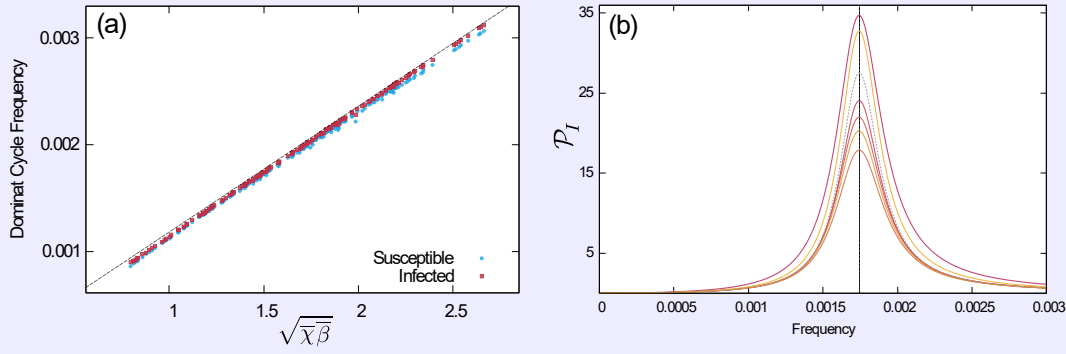 (a)
0.003
0.002
0.001
Dominat Cycle Frequency
Susceptible
Infected
1
1.5
2
2.5
√χ̅β̅
(b)
35
25
15
5
𝒫_I
0
0.0005
0.001
0.0015
0.002
0.0025
0.003
Frequency